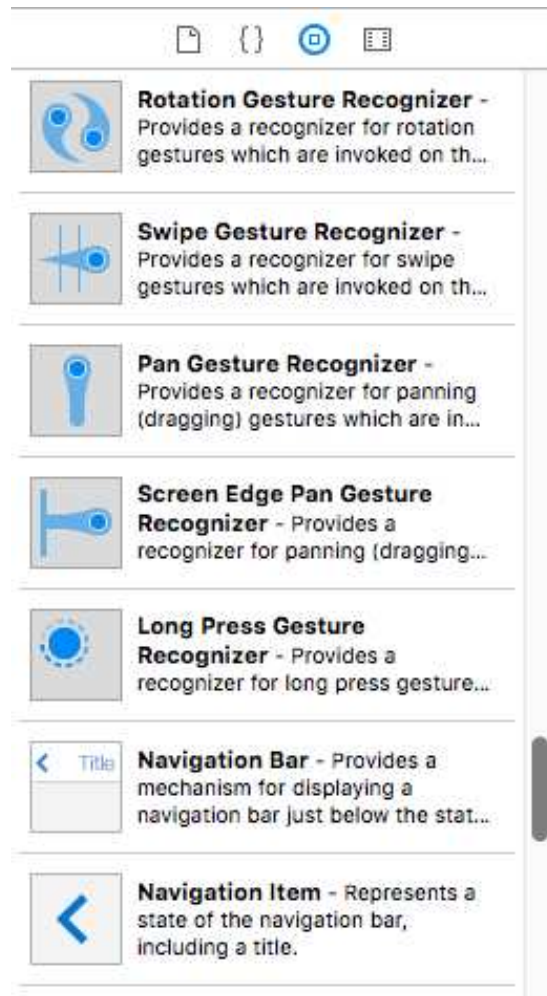 {}
Rotation Gesture Recognizer -
Provides a recognizer for rotation
gestures which are invoked on th...
Swipe Gesture Recognizer -
Provides a recognizer for swipe
gestures which are invoked on th...
Pan Gesture Recognizer -
Provides a recognizer for panning
(dragging) gestures which are in...
Screen Edge Pan Gesture
Recognizer - Provides a
recognizer for panning (dragging...
Long Press Gesture
Recognizer - Provides a
recognizer for long press gesture...
Title
Navigation Bar - Provides a
mechanism for displaying a
navigation bar just below the stat...
Navigation Item - Represents a
state of the navigation bar,
including a title.